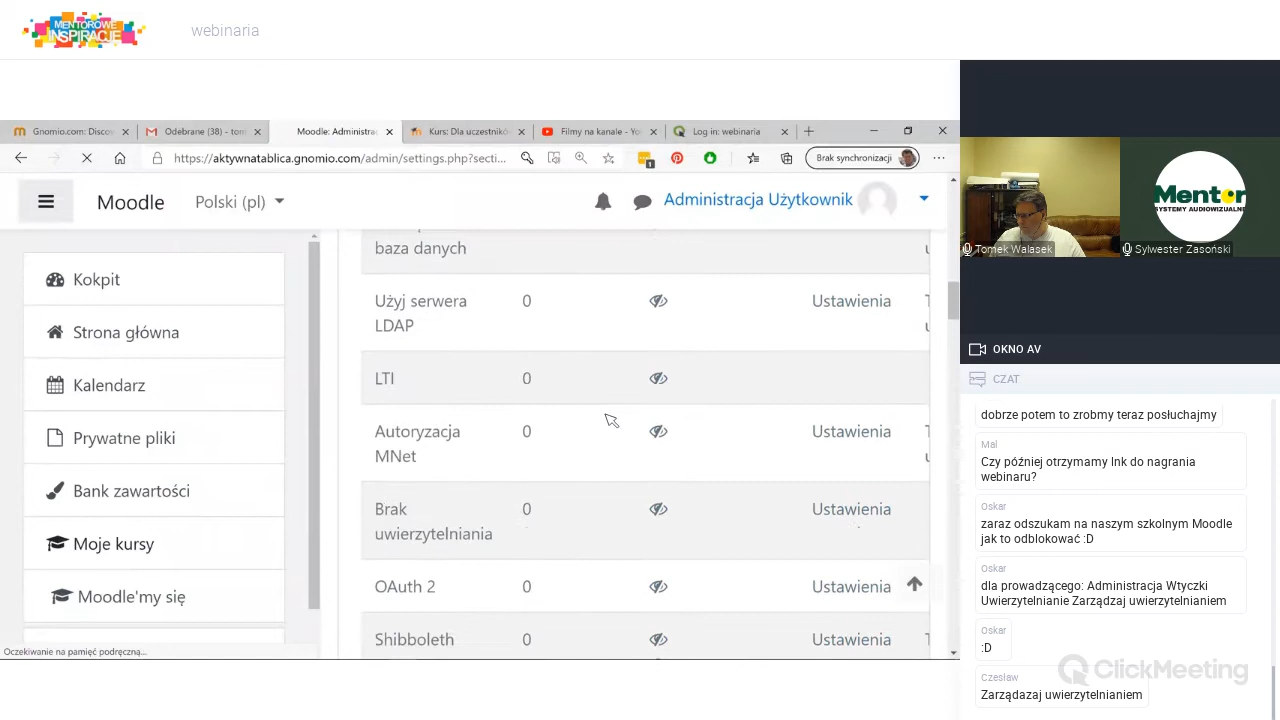 MENTOROWE
INSPIRACJE
webinaria
Gnomio.com: Disco
Odebrane (38) - tom
Moodle: Administra
Kurs: Dla uczestnikó
Filmy na kanale - Yo
Log in: webinaria
https://aktywnatablica.gnomio.com/admin/settings.php?secti...
1
Brak synchronizacji
Moodle
Polski (pl)
Administracja Użytkownik
Kokpit
Strona główna
Kalendarz
Prywatne pliki
Bank zawartości
Moje kursy
Moodle'my się
baza danych
Użyj serwera
LDAP
0
Ustawienia
LTI
0
Autoryzacja
MNet
0
Ustawienia
Brak
uwierzytelniania
0
Ustawienia
OAuth 2
0
Ustawienia
Shibboleth
0
Ustawienia
Oczekiwanie na pamięć podręczną...
Tomek Walasek
Mentor
SYSTEMY AUDIOWIZUALNE
Sylwester Zasoński
OKNO AV
CZAT
dobrze potem to zrobmy teraz posłuchajmy
Mal
Czy później otrzymamy lnk do nagrania
webinaru?
Oskar
zaraz odszukam na naszym szkolnym Moodle
jak to odblokować :D
Oskar
dla prowadzącego: Administracja Wtyczki
Uwierzytelnianie Zarządzaj uwierzytelnianiem
Oskar
:D
Czesław
Zarządazaj uwierzytelnianiem
ClickMeeting